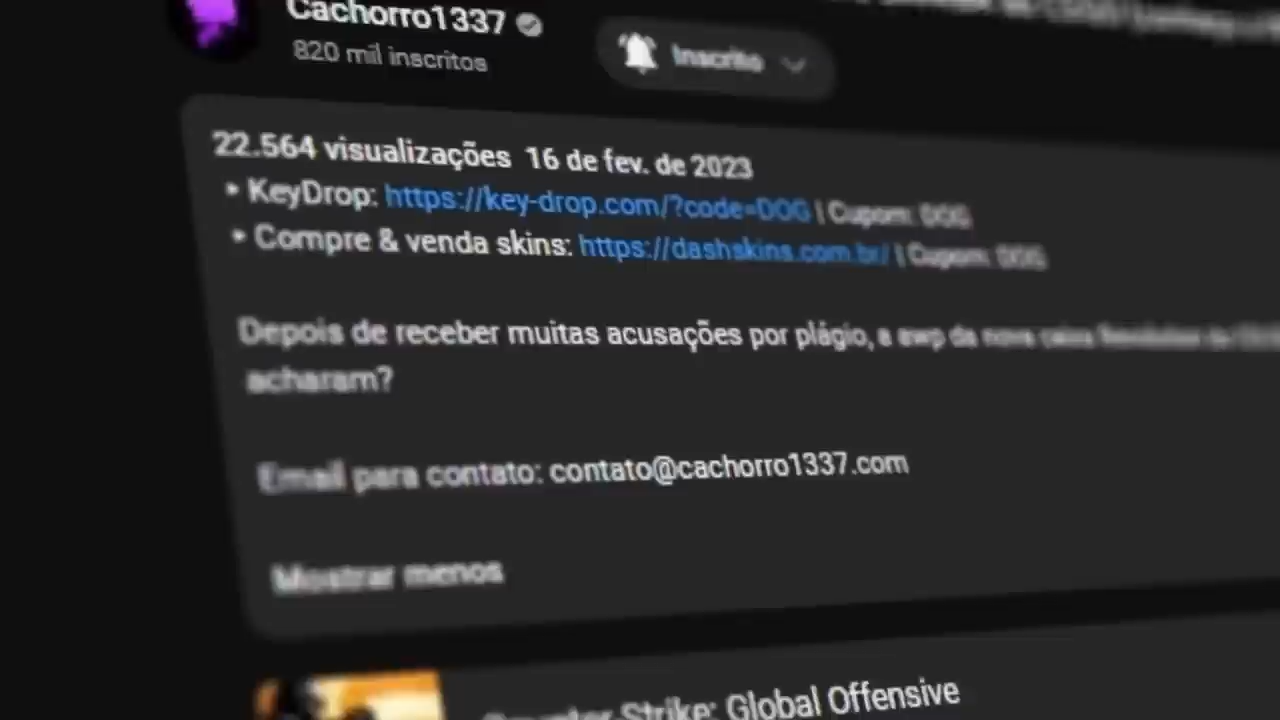 Cachorro1337
820 mil inscritos
Inscrito
22.564 visualizações 16 de fev. de 2023
‣ KeyDrop: https://key-drop.com/?code=DOG | Cupom: DOG
‣ Compre & venda skins: https://dashskins.com.br/ | Cupom: DOG
Depois de receber muitas acusações por plágio, a awp da nova caixa Revolution do
acharam?
Email para contato: contato@cachorro1337.com
Mostrar menos
Counter-Strike: Global Offensive